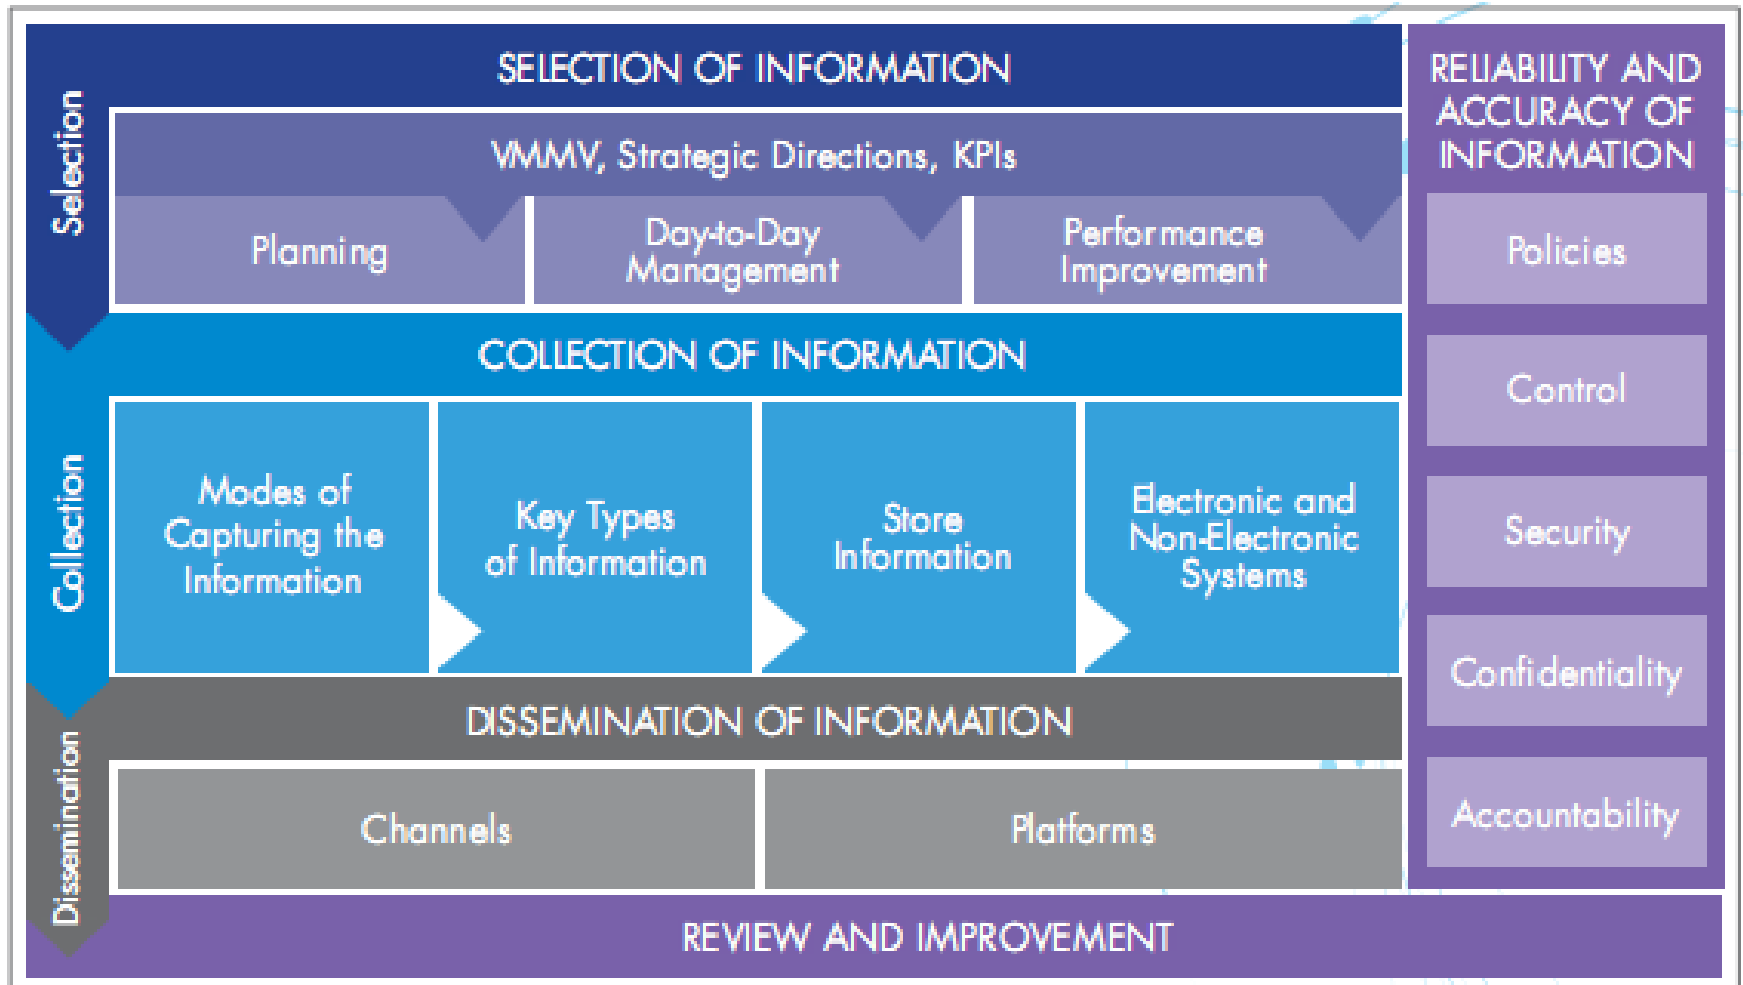 Selection
SELECTION OF INFORMATION
VMMV, Strategic Directions, KPIs
Planning
Day-to-Day
Management
Performance
Improvement
Collection
COLLECTION OF INFORMATION
Modes of
Capturing the
Information
Key Types
of Information
Store
Information
Electronic and
Non-Electronic
Systems
Dissemination
DISSEMINATION OF INFORMATION
Channels
Platforms
RELIABILITY AND
ACCURACY OF
INFORMATION
Policies
Control
Security
Confidentiality
Accountability
REVIEW AND IMPROVEMENT